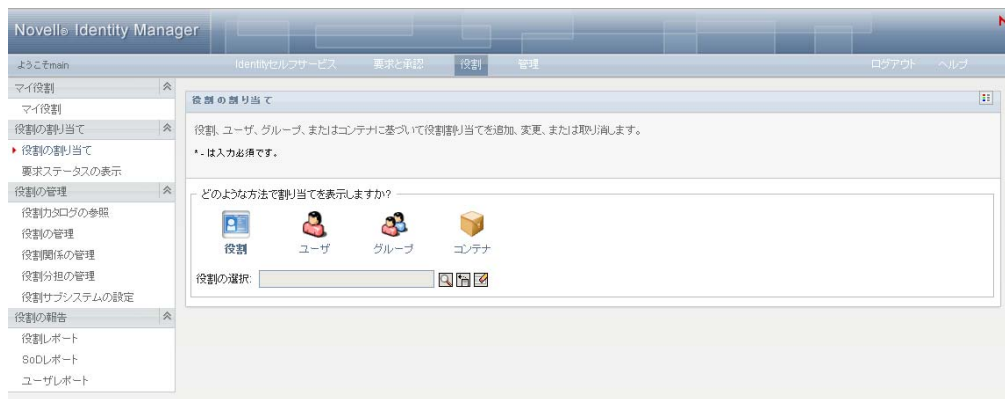 Novell® Identity Manager
ようこそmain
Identityセルフサービス 要求と承認 役割 管理 ログアウト ヘルプ
マイ役割
マイ役割
役割の割り当て
役割の割り当て
要求ステータスの表示
役割の管理
役割カタログの参照
役割の管理
役割関係の管理
役割分担の管理
役割サブシステムの設定
役割の報告
役割レポート
SoDレポート
ユーザレポート
役割の割り当て
役割、ユーザ、グループ、またはコンテナに基づいて役割割り当てを追加、変更、または取り消します。
* - は入力必須です。
どのような方法で割り当てを表示しますか?
役割 ユーザ グループ コンテナ
役割の選択: